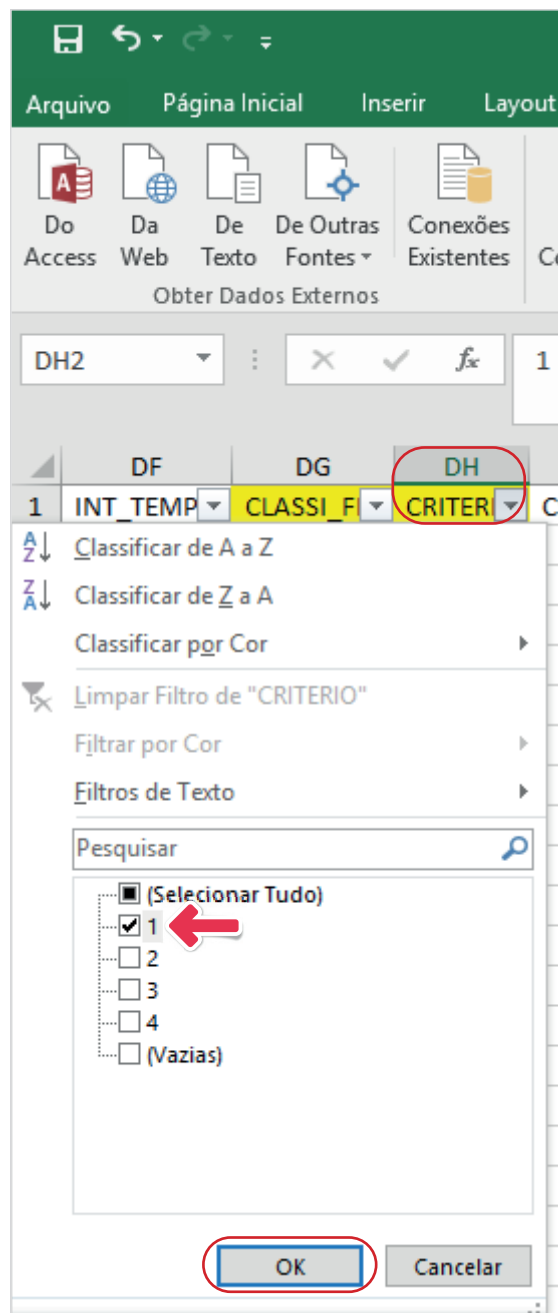 Arquivo Página Inicial Inserir Layout
Do Access Da Web De Texto De Outras Fontes Conexões Existentes
Obter Dados Externos
DH2 fx 1
DF DG DH
1 INT_TEMP CLASSI_F CRITERI C
Classificar de A a Z
Classificar de Z a A
Classificar por Cor
Limpar Filtro de "CRITERIO"
Filtrar por Cor
Filtros de Texto
Pesquisar
(Selecionar Tudo)
1
2
3
4
(Vazias)
OK Cancelar